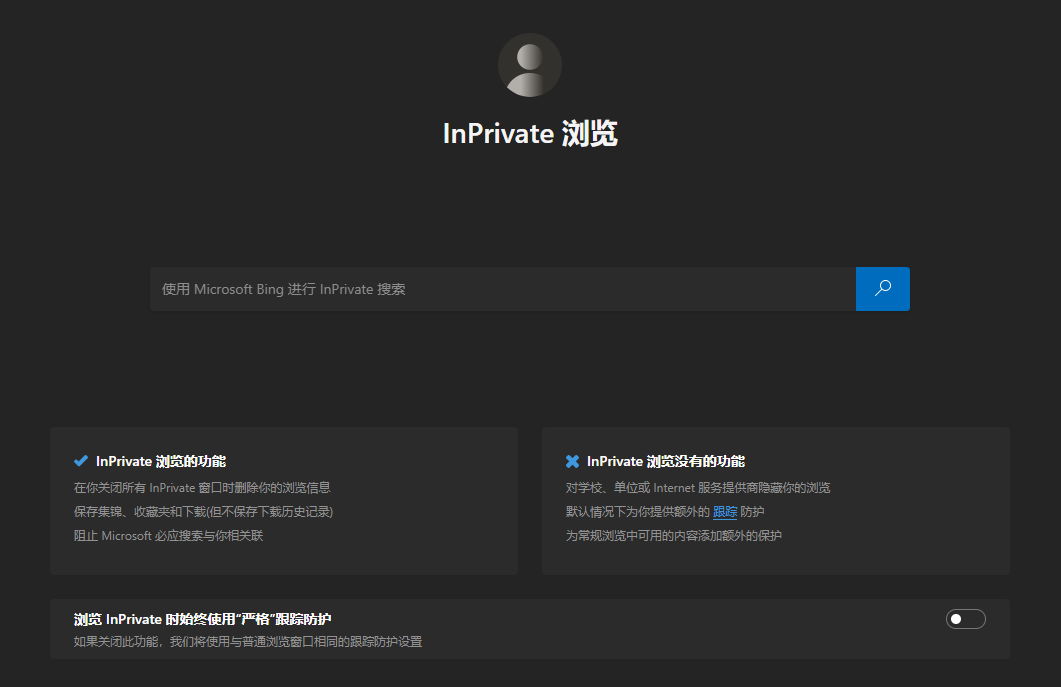 InPrivate 浏览
使用 Microsoft Bing 进行 InPrivate 搜索
InPrivate 浏览的功能
在你关闭所有 InPrivate 窗口时删除你的浏览信息
保存集锦、收藏夹和下载(但不保存下载历史记录)
阻止 Microsoft 必应搜索与你相关联
InPrivate 浏览没有的功能
对学校、单位或 Internet 服务提供商隐藏你的浏览
默认情况下为你提供额外的 跟踪 防护
为常规浏览中可用的内容添加额外的保护
浏览 InPrivate 时始终使用“严格”跟踪防护
如果关闭此功能，我们将使用与普通浏览窗口相同的跟踪防护设置